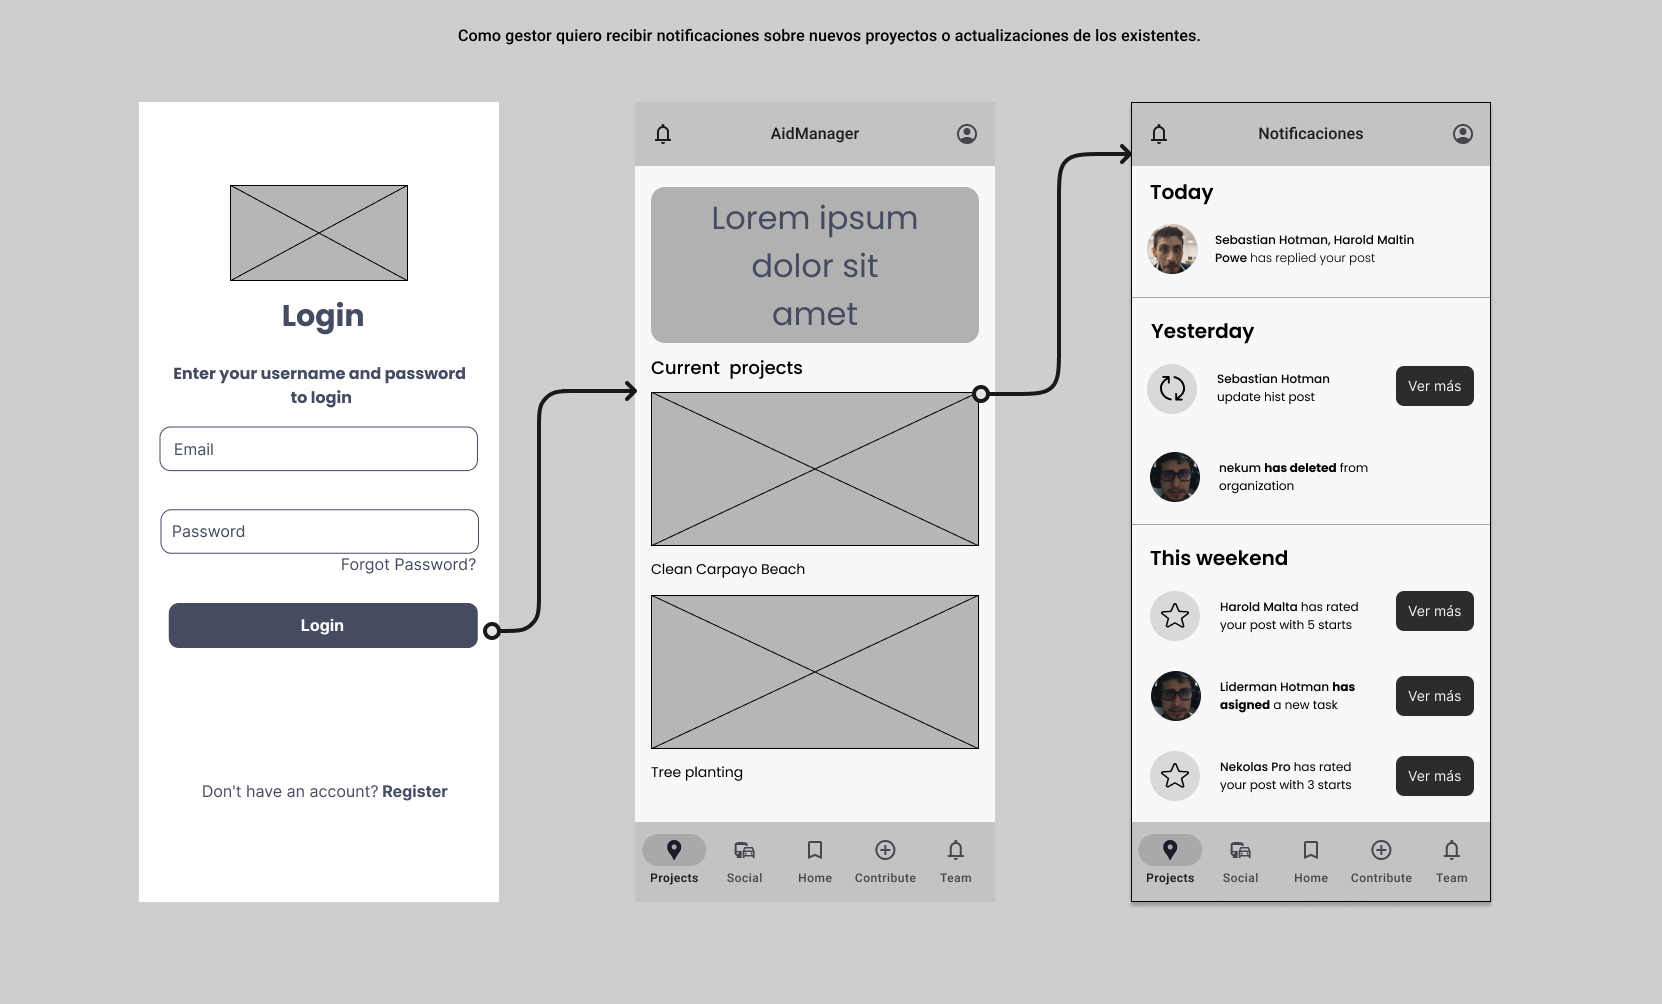 Como gestor quiero recibir notificaciones sobre nuevos proyectos o actualizaciones de los existentes.
Login
Enter your username and password
to login
Email
Password
Forgot Password?
Login
Don't have an account? Register
AidManager
Lorem ipsum
dolor sit
amet
Current projects
Clean Carpayo Beach
Tree planting
Projects
Social
Home
Contribute
Team
Notificaciones
Today
Sebastian Hotman, Harold Maltin
Powe has replied your post
Yesterday
Sebastian Hotman
update hist post
Ver más
nekum has deleted from
organization
This weekend
Harold Malta has rated
your post with 5 starts
Ver más
Liderman Hotman has
asigned a new task
Ver más
Nekolas Pro has rated
your post with 3 starts
Ver más
Projects
Social
Home
Contribute
Team